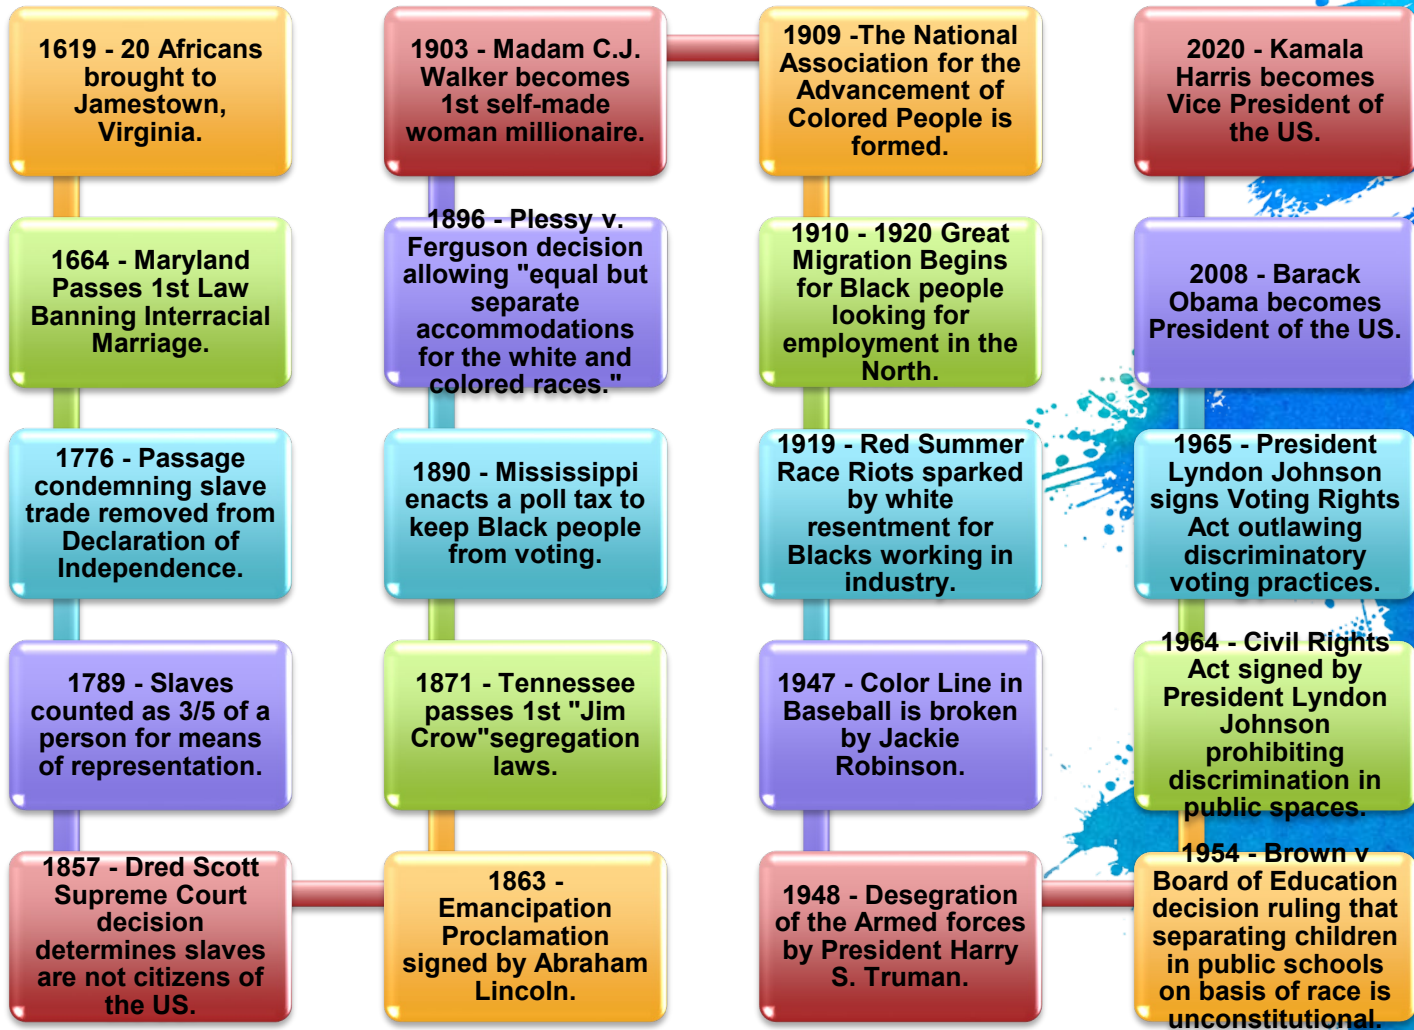 1619 - 20 Africans
brought to
Jamestown,
Virginia.
1664 - Maryland
Passes 1st Law
Banning Interracial
Marriage.
1776 - Passage
condemning slave
trade removed from
Declaration of
Independence.
1789 - Slaves
counted as 3/5 of a
person for means
of representation.
1857 - Dred Scott
Supreme Court
decision
determines slaves
are not citizens of
the US.
1863 -
Emancipation
Proclamation
signed by Abraham
Lincoln.
1871 - Tennessee
passes 1st "Jim
Crow"segregation
laws.
1890 - Mississippi
enacts a poll tax to
keep Black people
from voting.
1896 - Plessy v.
Ferguson decision
allowing "equal but
separate
accommodations
for the white and
colored races."
1903 - Madam C.J.
Walker becomes
1st self-made
woman millionaire.
1909 -The National
Association for the
Advancement of
Colored People is
formed.
1910 - 1920 Great
Migration Begins
for Black people
looking for
employment in the
North.
1919 - Red Summer
Race Riots sparked
by white
resentment for
Blacks working in
industry.
1947 - Color Line in
Baseball is broken
by Jackie
Robinson.
1948 - Desegration
of the Armed forces
by President Harry
S. Truman.
1954 - Brown v
Board of Education
decision ruling that
separating children
in public schools
on basis of race is
unconstitutional.
1964 - Civil Rights
Act signed by
President Lyndon
Johnson
prohibiting
discrimination in
public spaces.
1965 - President
Lyndon Johnson
signs Voting Rights
Act outlawing
discriminatory
voting practices.
2008 - Barack
Obama becomes
President of the US.
2020 - Kamala
Harris becomes
Vice President of
the US.